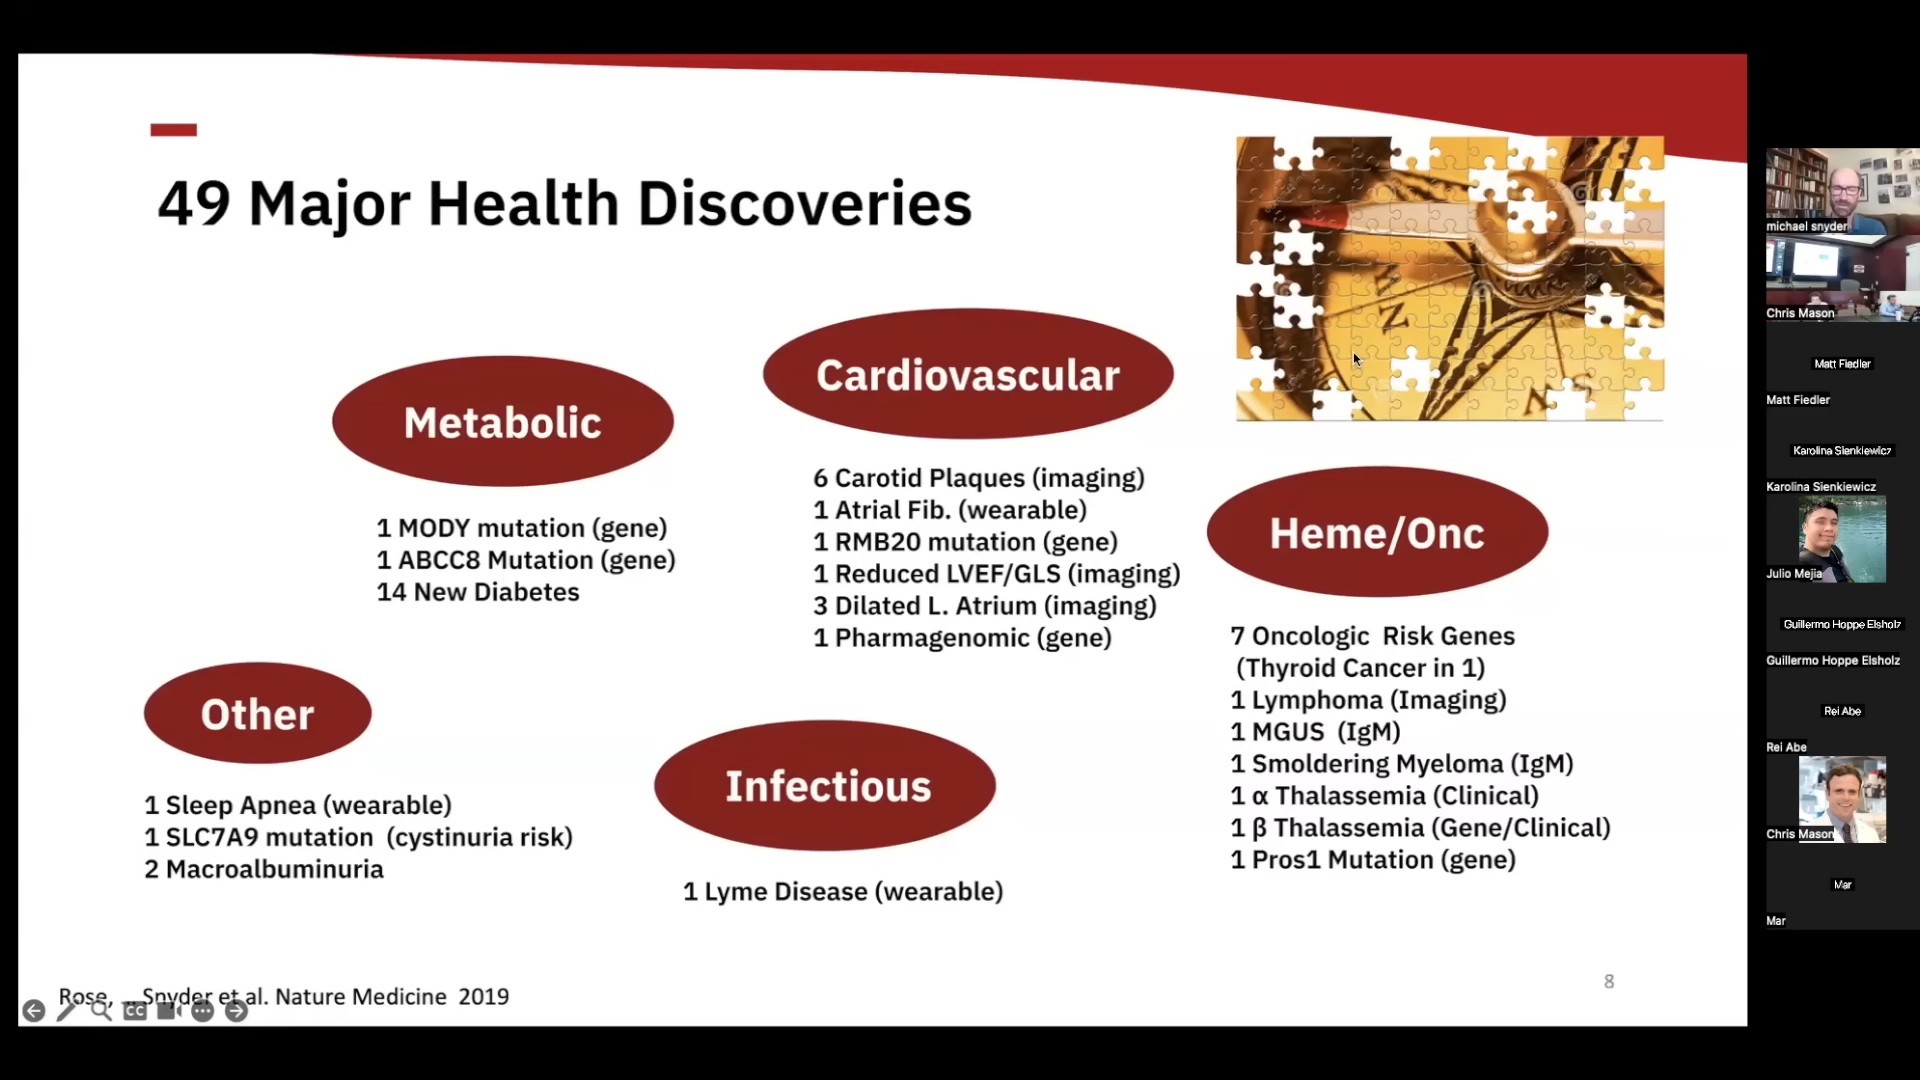 49 Major Health Discoveries
Metabolic
1 MODY mutation (gene)
1 ABCC8 Mutation (gene)
14 New Diabetes
Cardiovascular
6 Carotid Plaques (imaging)
1 Atrial Fib. (wearable)
1 RMB20 mutation (gene)
1 Reduced LVEF/GLS (imaging)
3 Dilated L. Atrium (imaging)
1 Pharmagenomic (gene)
Heme/Onc
7 Oncologic Risk Genes
(Thyroid Cancer in 1)
1 Lymphoma (Imaging)
1 MGUS (IgM)
1 Smoldering Myeloma (IgM)
1 α Thalassemia (Clinical)
1 β Thalassemia (Gene/Clinical)
1 Pros1 Mutation (gene)
Other
1 Sleep Apnea (wearable)
1 SLC7A9 mutation (cystinuria risk)
2 Macroalbuminuria
Infectious
1 Lyme Disease (wearable)
Rose, ... Snyder et al. Nature Medicine 2019
CC
8
N
michael snyder
Chris Mason
Matt Fiedler
Matt Fiedler
Karolina Sienkiewicz
Karolina Sienkiewicz
Julio Mejia
Guillermo Hoppe Elsholz
Guillermo Hoppe Elsholz
Rei Abe
Rei Abe
Chris Mason
Mar
Mar